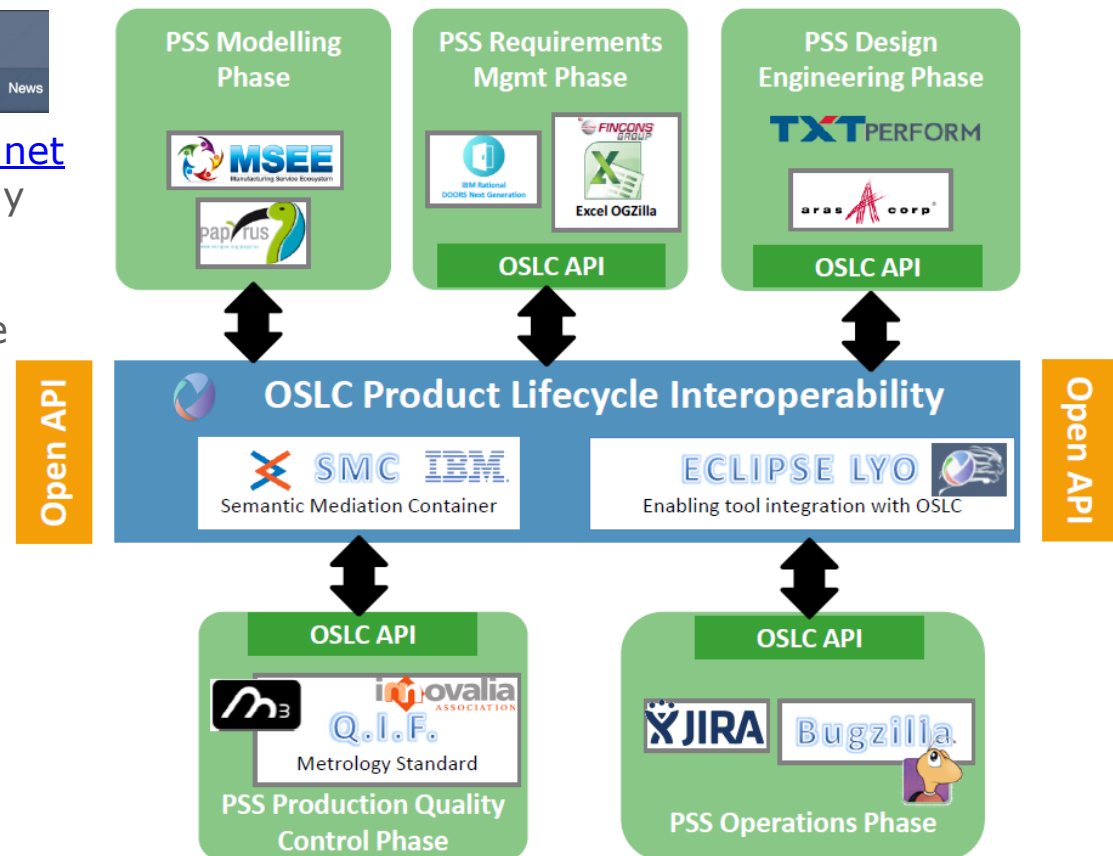 News
net
y
e
PSS Modelling
Phase
MSEE
Manufacturing Service Ecosystem
papyrus
PSS Requirements
Mgmt Phase
IBM Rational
DOORS Next Generation
FINCONS
GROUP
Excel OGZilla
OSLC API
PSS Design
Engineering Phase
TXTPERFORM
aras corp
OSLC API
Open API
OSLC Product Lifecycle Interoperability
SMC IBM
Semantic Mediation Container
ECLIPSE LYO
Enabling tool integration with OSLC
Open API
OSLC API
m3
innovalia
ASSOCIATION
Q.I.F.
Metrology Standard
PSS Production Quality
Control Phase
OSLC API
JIRA
Bugzilla
PSS Operations Phase